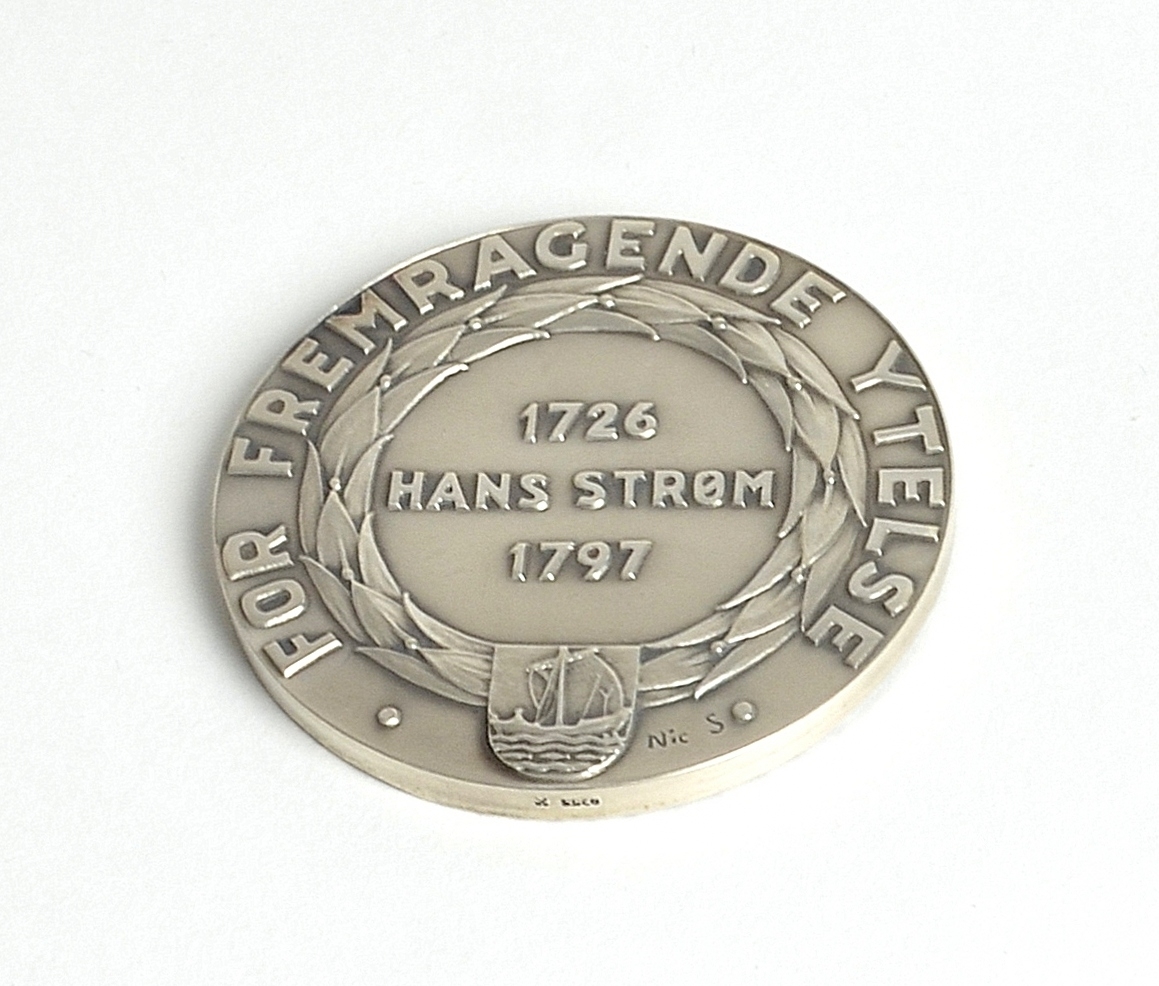 FOR FREMRAGENDE YTELSE
1726
HANS STRØM
1797
Nic S